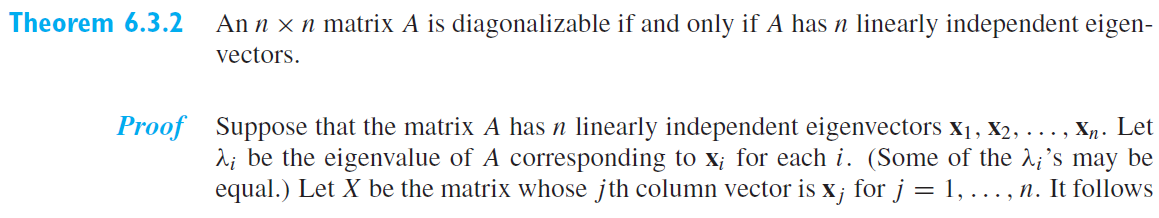 Theorem 6.3.2 An n × n matrix A is diagonalizable if and only if A has n linearly independent eigen-
vectors.
Proof Suppose that the matrix A has n linearly independent eigenvectors x₁, x₂, . . . , xₙ. Let
λᵢ be the eigenvalue of A corresponding to xᵢ for each i. (Some of the λᵢ's may be
equal.) Let X be the matrix whose jth column vector is xⱼ for j = 1, . . . , n. It follows